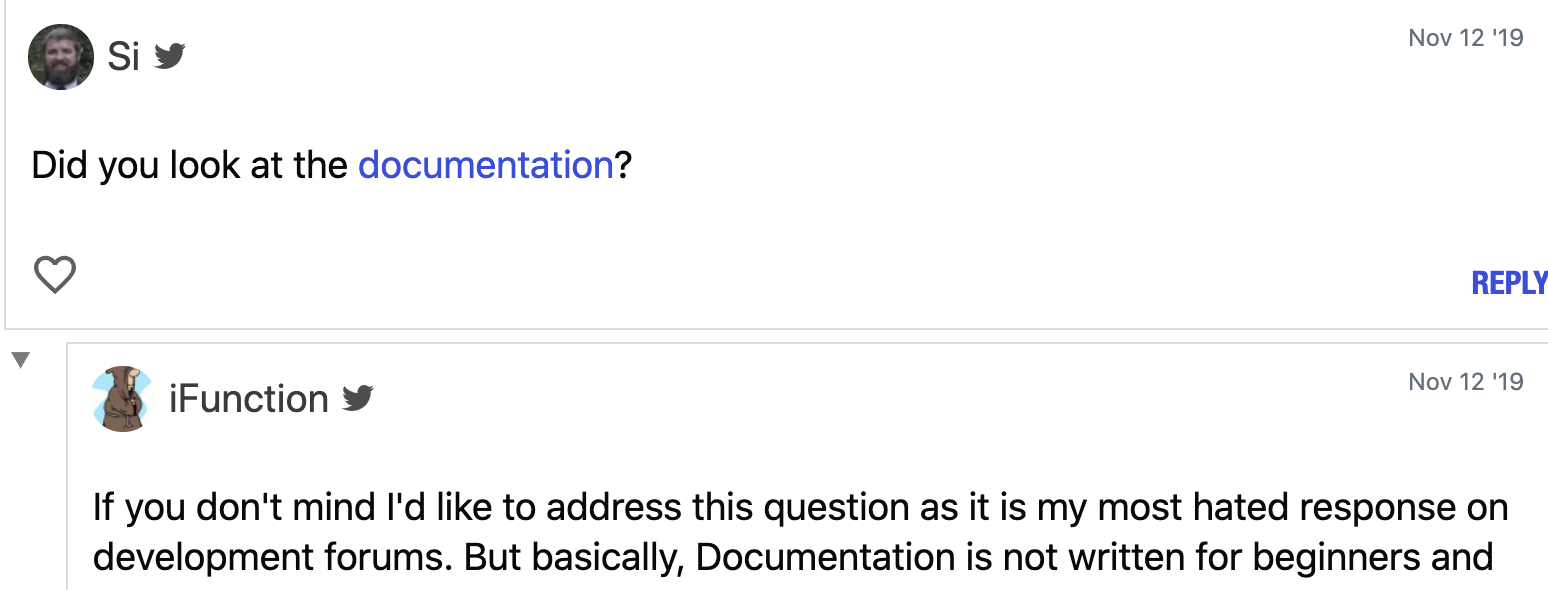 Si
Nov 12 '19
Did you look at the documentation?
REPLY
iFunction
Nov 12 '19
If you don't mind I'd like to address this question as it is my most hated response on
development forums. But basically, Documentation is not written for beginners and